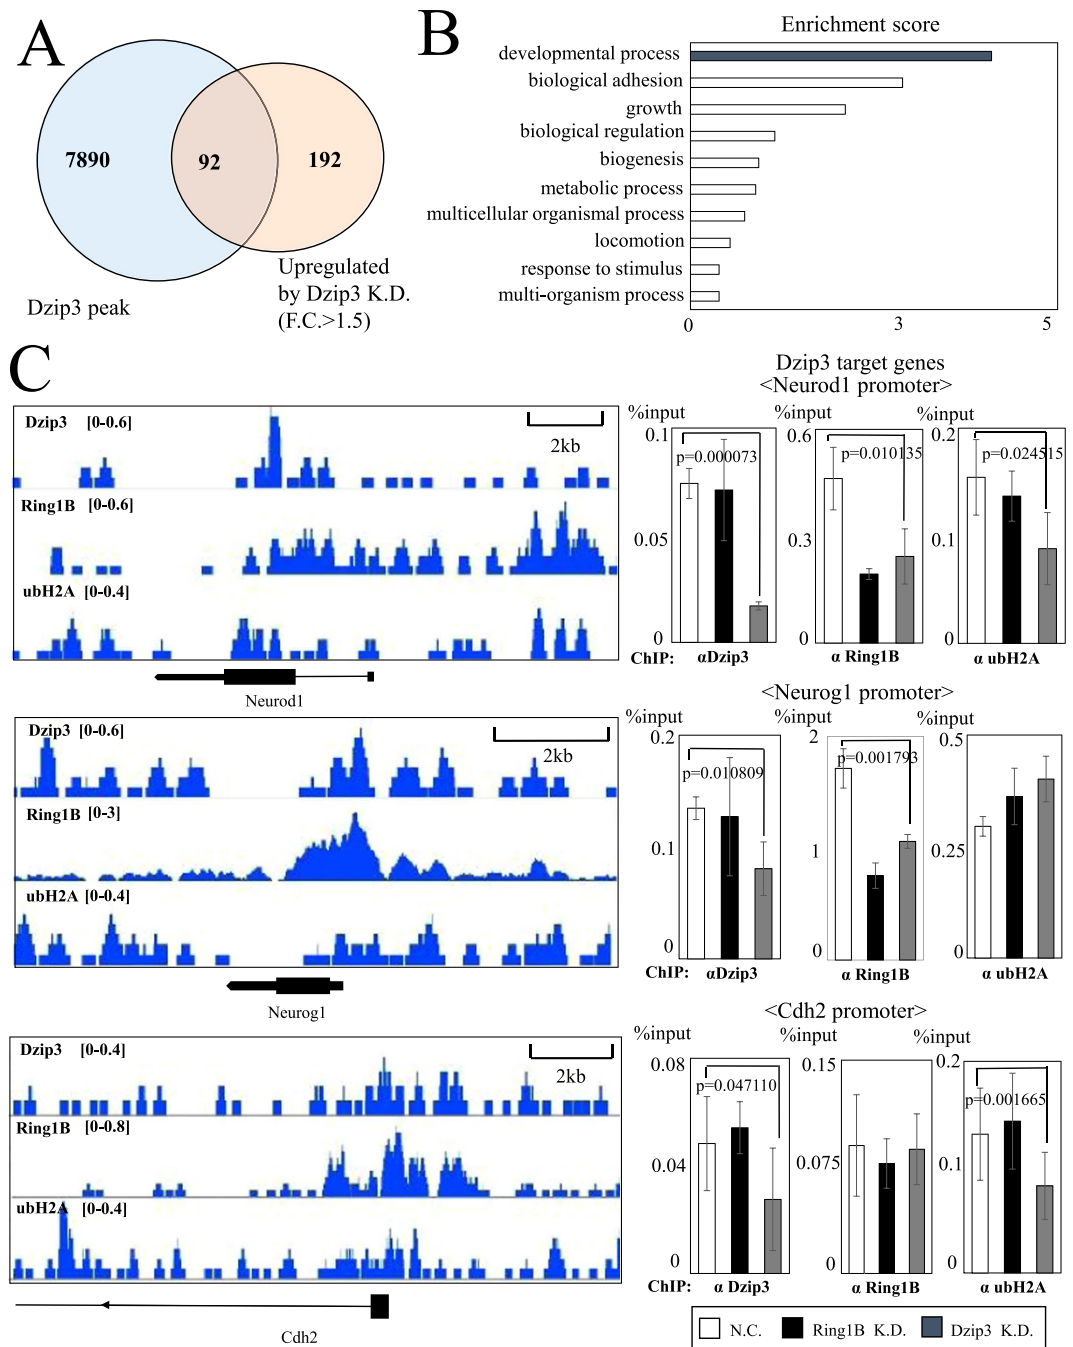 A
7890
92
192
Dzip3 peak
Upregulated
by Dzip3 K.D.
(F.C.>1.5)
B
Enrichment score
developmental process
biological adhesion
growth
biological regulation
biogenesis
metabolic process
multicellular organismal process
locomotion
response to stimulus
multi-organism process
0 3 5
C
Dzip3 [0-0.6]
2kb
Ring1B [0-0.6]
ubH2A [0-0.4]
Neurod1
Dzip3 target genes
<Neurod1 promoter>
%input %input %input
0.1 0.6 0.2
p=0.000073 p=0.010135 p=0.024515
0.05 0.3 0.1
0 0 0
ChIP: αDzip3 α Ring1B α ubH2A
Dzip3 [0-0.6]
2kb
Ring1B [0-3]
ubH2A [0-0.4]
Neurog1
<Neurog1 promoter>
%input %input %input
0.2 2 0.5
p=0.010809 p=0.001793
0.1 1 0.25
0 0 0
ChIP: αDzip3 α Ring1B α ubH2A
Dzip3 [0-0.4]
2kb
Ring1B [0-0.8]
ubH2A [0-0.4]
Cdh2
<Cdh2 promoter>
%input %input %input
0.08 0.15 0.2
p=0.047110 p=0.001665
0.04 0.075 0.1
0 0 0
ChIP: α Dzip3 α Ring1B α ubH2A
N.C. Ring1B K.D. Dzip3 K.D.